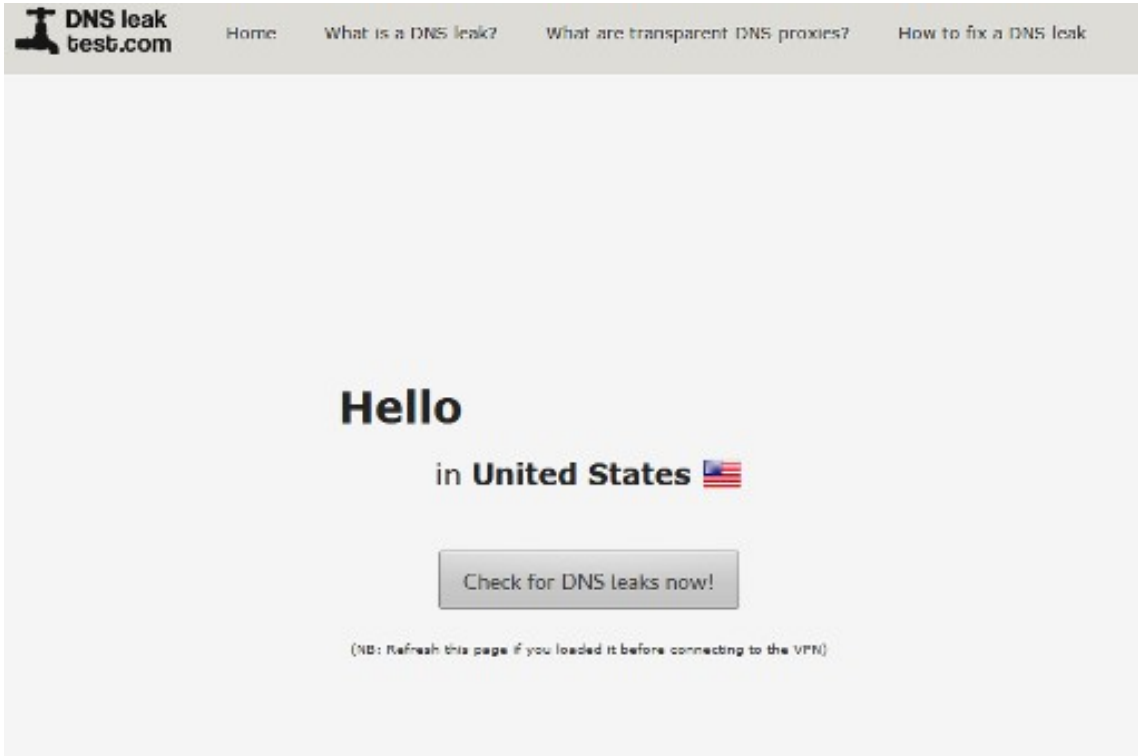 DNS leak
test.com
Home What is a DNS leak? What are transparent DNS proxies? How to fix a DNS leak
Hello
in United States
Check for DNS leaks now!
(NB: Refresh this page if you loaded it before connecting to the VPN)